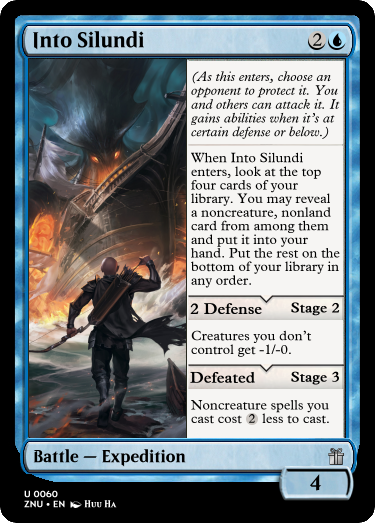 Into Silundi 2
(As this enters, choose an
opponent to protect it. You
and others can attack it. It
gains abilities when it's at
certain defense or below.)
When Into Silundi
enters, look at the top
four cards of your
library. You may reveal
a noncreature, nonland
card from among them
and put it into your
hand. Put the rest on the
bottom of your library in
any order.
2 Defense Stage 2
Creatures you don't
control get -1/-0.
Defeated Stage 3
Noncreature spells you
cast cost 2 less to cast.
Battle — Expedition
4
U 0060
ZNU • EN Huu Ha